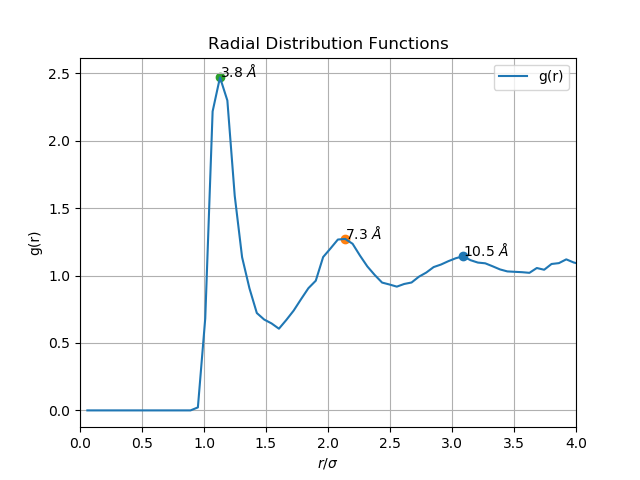 Radial Distribution Functions
g(r)
2.5
2.0
1.5
1.0
0.5
0.0
g(r)
3.8 Å
7.3 Å
10.5 Å
0.0 0.5 1.0 1.5 2.0 2.5 3.0 3.5 4.0
r/σ